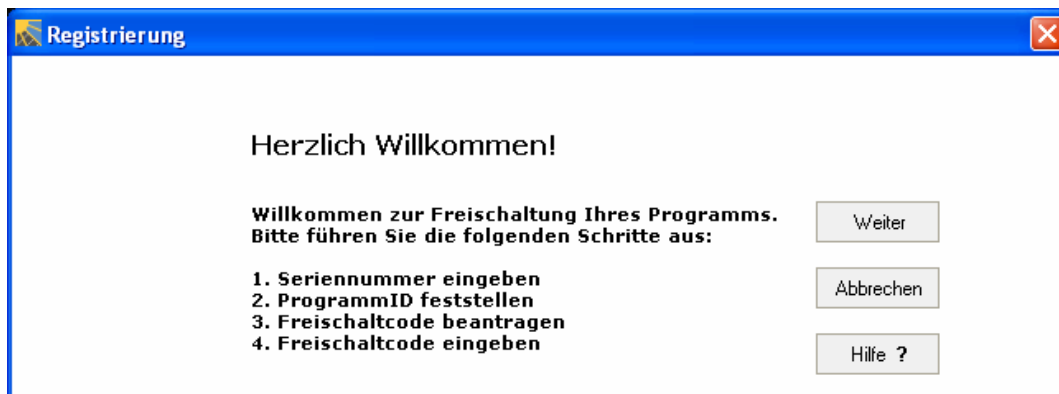 Registrierung
Herzlich Willkommen!
Willkommen zur Freischaltung Ihres Programms.
Bitte führen Sie die folgenden Schritte aus:
1. Seriennummer eingeben
2. ProgrammID feststellen
3. Freischaltcode beantragen
4. Freischaltcode eingeben
Weiter
Abbrechen
Hilfe ?